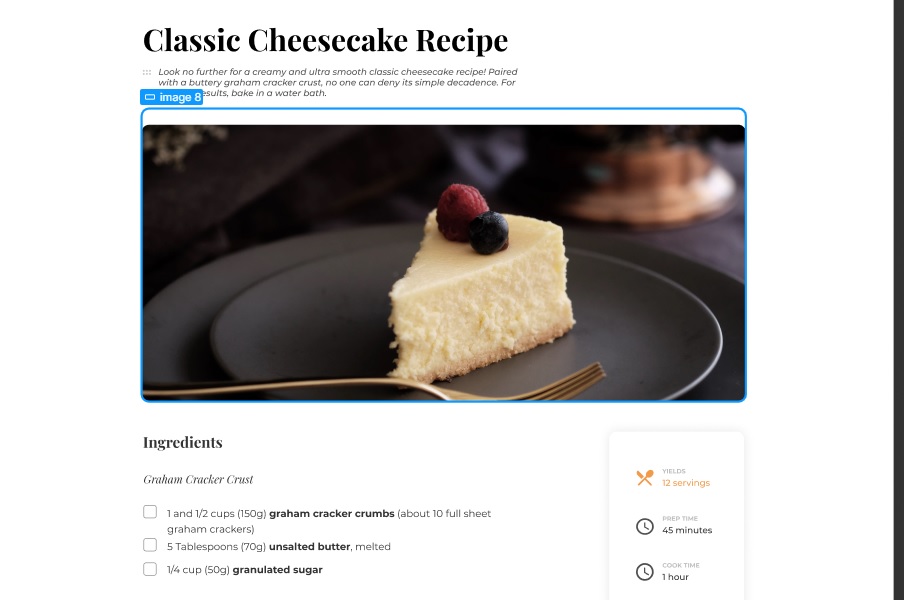 Classic Cheesecake Recipe
Look no further for a creamy and ultra smooth classic cheesecake recipe! Paired
with a buttery graham cracker crust, no one can deny its simple decadence. For
image 8
esults, bake in a water bath.
Ingredients
Graham Cracker Crust
1 and 1/2 cups (150g) graham cracker crumbs (about 10 full sheet
graham crackers)
5 Tablespoons (70g) unsalted butter, melted
1/4 cup (50g) granulated sugar
YIELDS
12 servings
PREP TIME
45 minutes
COOK TIME
1 hour